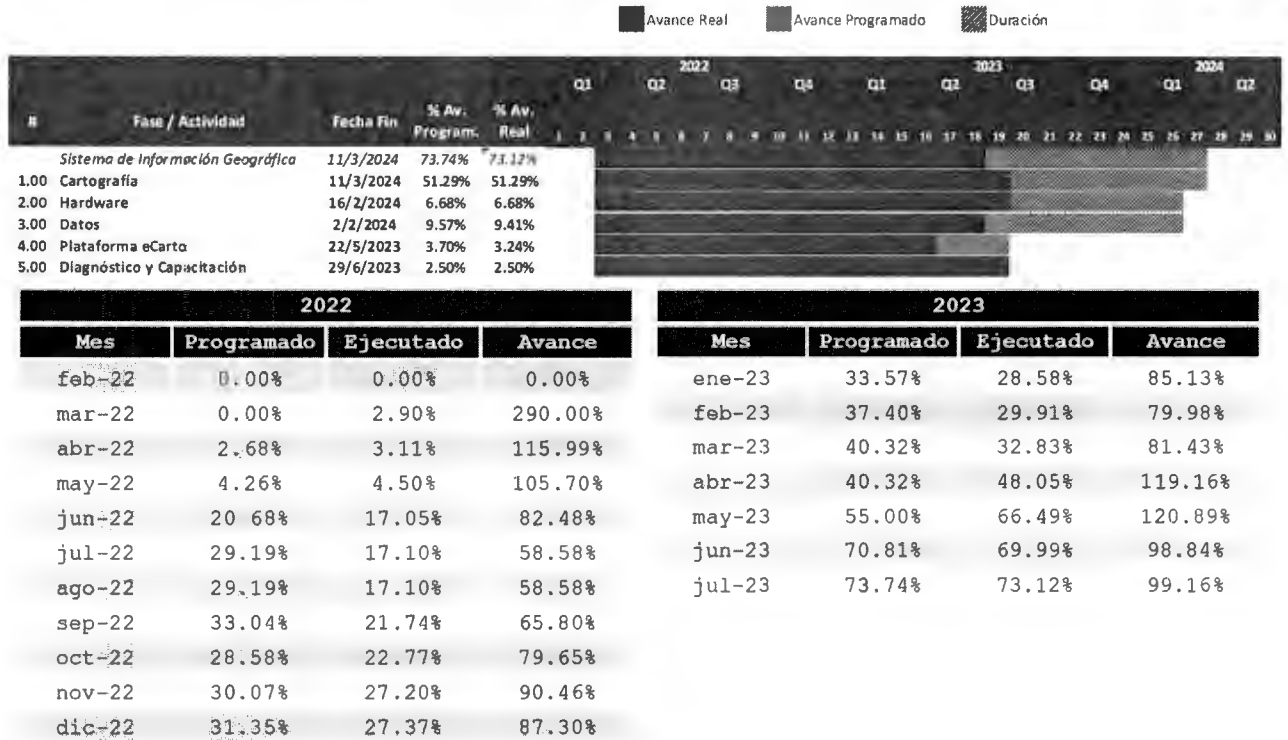 Avance Real Avance Programado Duración
2022 2023 2024
Q1 Q2 Q3 Q4 Q1 Q2 Q3 Q4 Q1 Q2
# Fase / Actividad Fecha Fin % Av. Program. % Av. Real 1 2 3 4 5 6 7 8 9 10 11 12 13 14 15 16 17 18 19 20 21 22 23 24 25 26 27 28 29 30
Sistema de Información Geográfica 11/3/2024 73.74% 73.12%
1.00 Cartografía 11/3/2024 51.29% 51.29%
2.00 Hardware 16/2/2024 6.68% 6.68%
3.00 Datos 2/2/2024 9.57% 9.41%
4.00 Plataforma eCarto 22/5/2023 3.70% 3.24%
5.00 Diagnóstico y Capacitación 29/6/2023 2.50% 2.50%
2022
Mes Programado Ejecutado Avance
feb-22 0.00% 0.00% 0.00%
mar-22 0.00% 2.90% 290.00%
abr-22 2.68% 3.11% 115.99%
may-22 4.26% 4.50% 105.70%
jun-22 20 68% 17.05% 82.48%
jul-22 29.19% 17.10% 58.58%
ago-22 29.19% 17.10% 58.58%
sep-22 33.04% 21.74% 65.80%
oct-22 28.58% 22.77% 79.65%
nov-22 30.07% 27.20% 90.46%
dic-22 31.35% 27.37% 87.30%
2023
Mes Programado Ejecutado Avance
ene-23 33.57% 28.58% 85.13%
feb-23 37.40% 29.91% 79.98%
mar-23 40.32% 32.83% 81.43%
abr-23 40.32% 48.05% 119.16%
may-23 55.00% 66.49% 120.89%
jun-23 70.81% 69.99% 98.84%
jul-23 73.74% 73.12% 99.16%